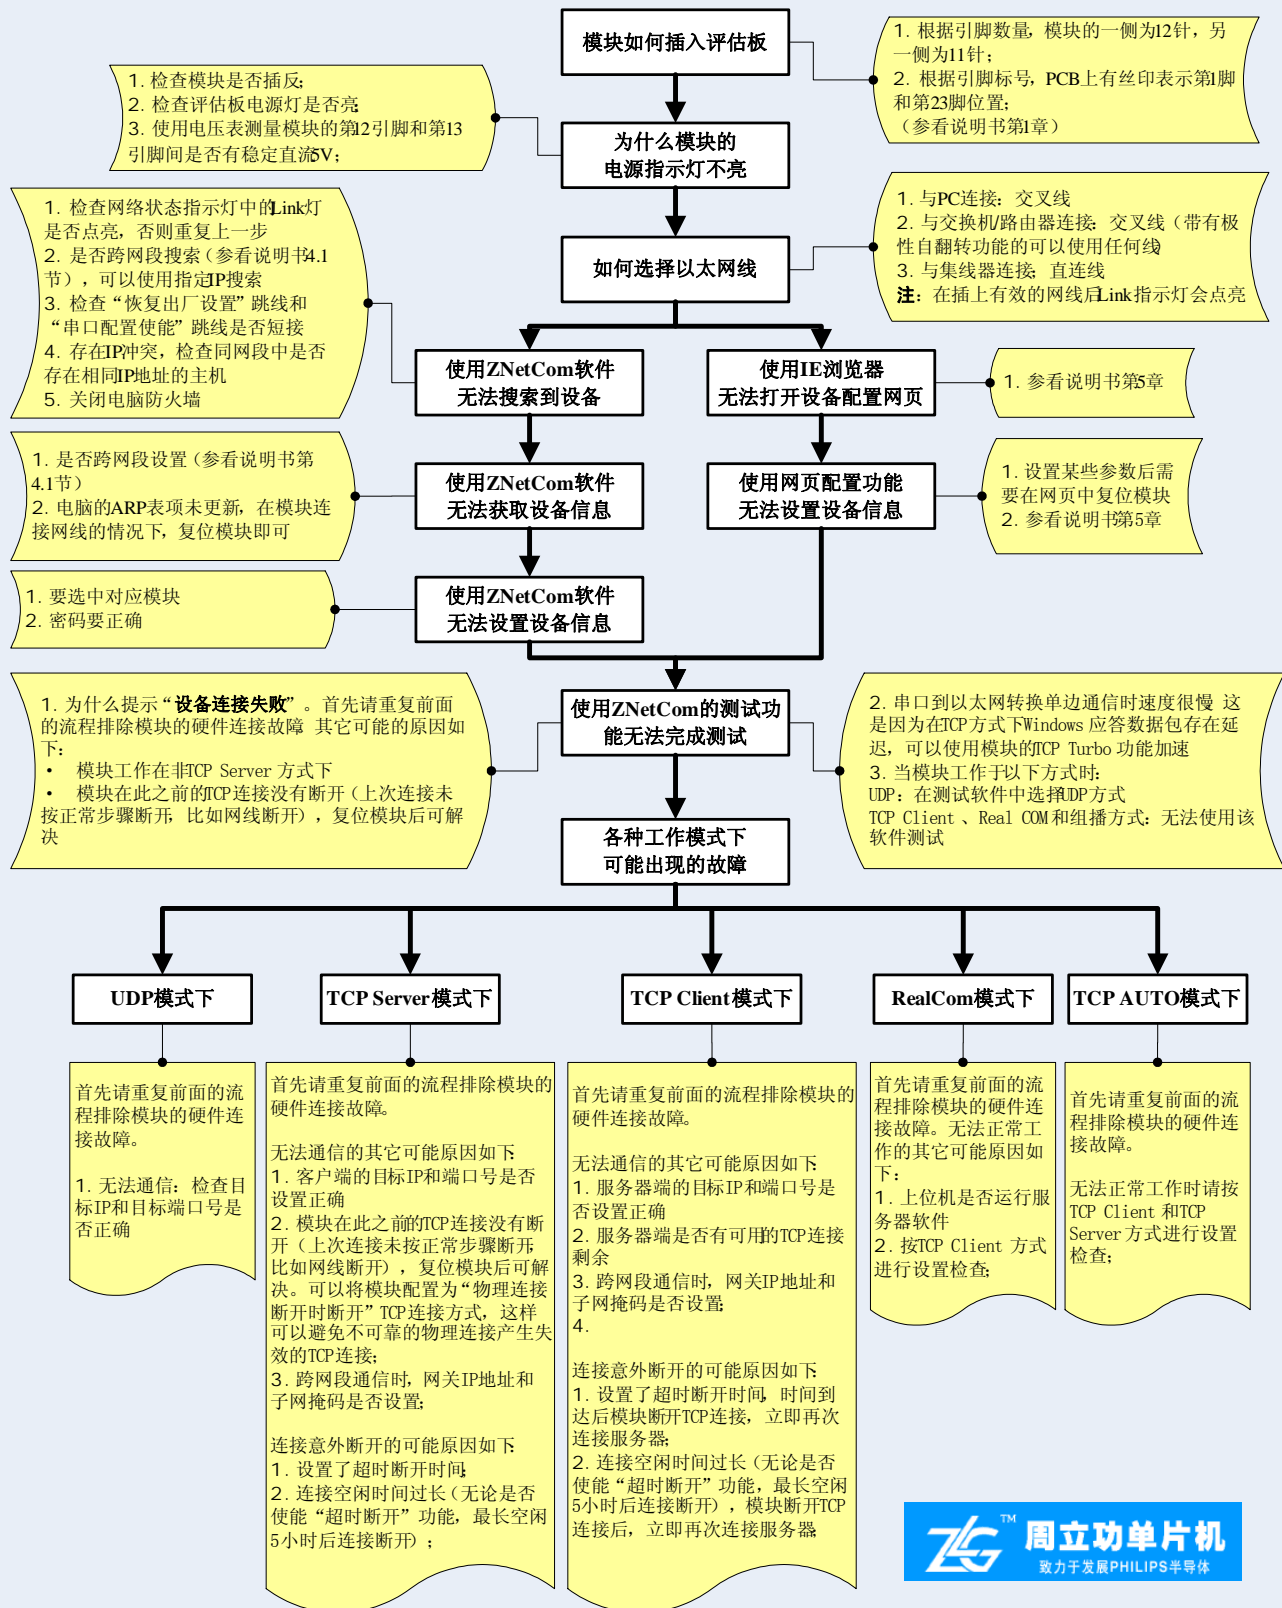 模块如何插入评估板
1. 根据引脚数量，模块的一侧为12针，另
一侧为11针；
2. 根据引脚标号，PCB上有丝印表示第1脚
和第23脚位置；
（参看说明书第1章）
1. 检查模块是否插反；
2. 检查评估板电源灯是否亮；
3. 使用电压表测量模块的第12引脚和第13
引脚间是否有稳定直流5V；
为什么模块的
电源指示灯不亮
1. 与PC连接：交叉线
2. 与交换机/路由器连接：交叉线（带有极
性自翻转功能的可以使用任何线）
3. 与集线器连接：直连线
注：在插上有效的网线后Link指示灯会点亮
如何选择以太网线
1. 检查网络状态指示灯中的Link灯
是否点亮，否则重复上一步
2. 是否跨网段搜索（参看说明书4.1
节），可以使用指定IP搜索
3. 检查“恢复出厂设置”跳线和
“串口配置使能”跳线是否短接
4. 存在IP冲突，检查同网段中是否
存在相同IP地址的主机
5. 关闭电脑防火墙
使用ZNetCom软件
无法搜索到设备
使用IE浏览器
无法打开设备配置网页
1. 参看说明书第5章
1. 是否跨网段设置（参看说明书第
4.1节）
2. 电脑的ARP表项未更新，在模块连
接网线的情况下，复位模块即可
使用ZNetCom软件
无法获取设备信息
使用网页配置功能
无法设置设备信息
1. 设置某些参数后需
要在网页中复位模块
2. 参看说明书第5章
1. 要选中对应模块
2. 密码要正确
使用ZNetCom软件
无法设置设备信息
1. 为什么提示“设备连接失败”。首先请重复前面
的流程排除模块的硬件连接故障 其它可能的原因如
下：
• 模块工作在非TCP Server 方式下
• 模块在此之前的TCP连接没有断开（上次连接未
按正常步骤断开，比如网线断开），复位模块后可解
决
使用ZNetCom的测试功
能无法完成测试
2. 串口到以太网转换单边通信时速度很慢 这
是因为在TCP方式下Windows 应答数据包存在延
迟，可以使用模块的TCP Turbo 功能加速
3. 当模块工作于以下方式时：
UDP：在测试软件中选择UDP方式
TCP Client 、Real COM和组播方式：无法使用该
软件测试
各种工作模式下
可能出现的故障
UDP模式下
TCP Server模式下
TCP Client模式下
RealCom模式下
TCP AUTO模式下
首先请重复前面的流
程排除模块的硬件连
接故障。
1. 无法通信：检查目
标IP和目标端口号是
否正确
首先请重复前面的流程排除模块的
硬件连接故障。
无法通信的其它可能原因如下：
1. 客户端的目标IP和端口号是否
设置正确
2. 模块在此之前的TCP连接没有断
开（上次连接未按正常步骤断开，
比如网线断开），复位模块后可解
决。可以将模块配置为“物理连接
断开时断开”TCP连接方式，这样
可以避免不可靠的物理连接产生失
效的TCP连接；
3. 跨网段通信时，网关IP地址和
子网掩码是否设置；
连接意外断开的可能原因如下：
1. 设置了超时断开时间；
2. 连接空闲时间过长（无论是否
使能“超时断开”功能，最长空闲
5小时后连接断开）；
首先请重复前面的流程排除模块的
硬件连接故障。
无法通信的其它可能原因如下：
1. 服务器端的目标IP和端口号是
否设置正确
2. 服务器端是否有可用的TCP连接
剩余
3. 跨网段通信时，网关IP地址和
子网掩码是否设置；
4.
连接意外断开的可能原因如下：
1. 设置了超时断开时间，时间到
达后模块断开TCP连接，立即再次
连接服务器；
2. 连接空闲时间过长（无论是否
使能“超时断开”功能，最长空闲
5小时后连接断开），模块断开TCP
连接后，立即再次连接服务器；
首先请重复前面的流
程排除模块的硬件连
接故障。无法正常工
作的其它可能原因如
下：
1. 上位机是否运行服
务器软件
2. 按TCP Client 方式
进行设置检查；
首先请重复前面的流
程排除模块的硬件连
接故障。
无法正常工作时请按
TCP Client 和TCP
Server 方式进行设置
检查；
ZLG™ 周立功单片机
致力于发展PHILIPS半导体